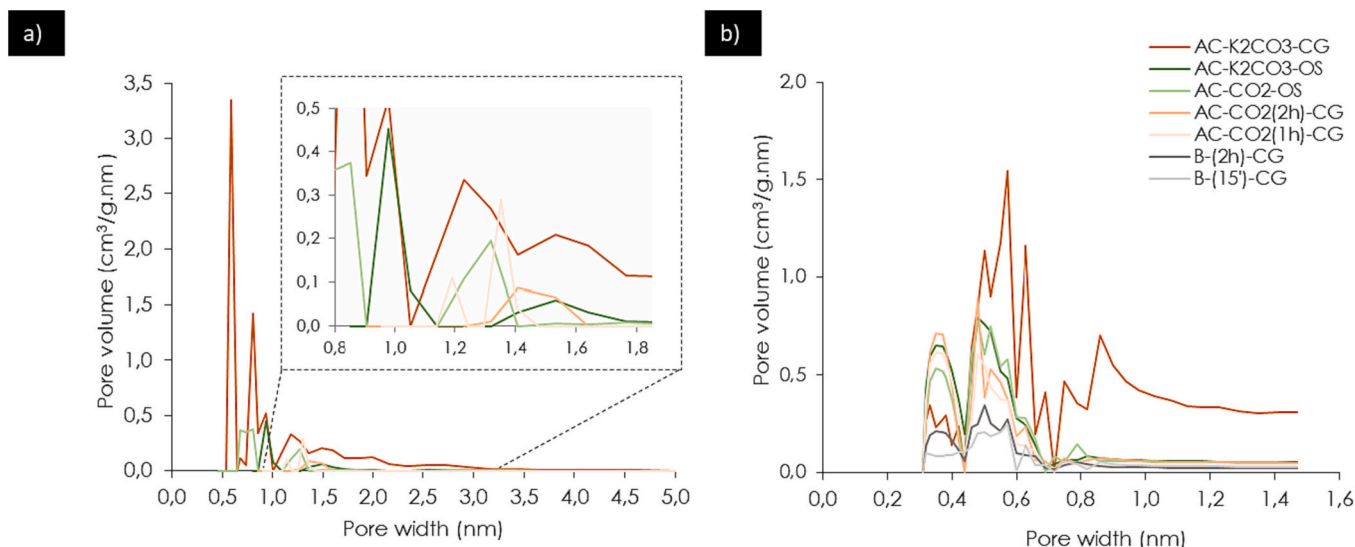 a)
Pore volume (cm³/g.nm )
3,5
3,0
2,5
2,0
1,5
1,0
0,5
0,0
0,0 0,5 1,0 1,5 2,0 2,5 3,0 3,5 4,0 4,5 5,0
Pore width (nm)
0,5
0,4
0,3
0,2
0,1
0,0
0,8 1,0 1,2 1,4 1,6 1,8
b)
AC-K2CO3-CG
AC-K2CO3-OS
AC-CO2-OS
AC-CO2(2h)-CG
AC-CO2(1h)-CG
B-(2h)-CG
B-(15')-CG
Pore volume (cm³/g.nm)
2,0
1,5
1,0
0,5
0,0
0,0 0,2 0,4 0,6 0,8 1,0 1,2 1,4 1,6
Pore width (nm)